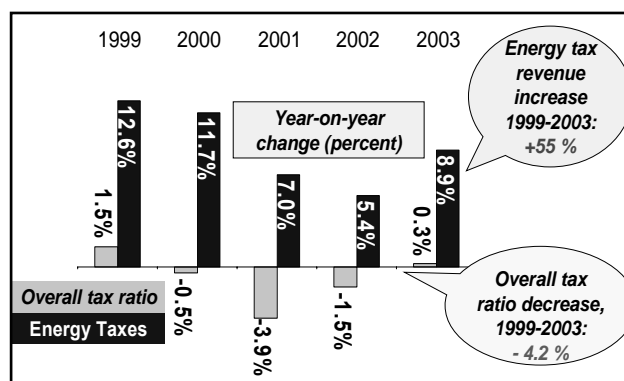 1999 2000 2001 2002 2003
Energy tax
revenue
increase
1999-2003:
+55 %
Year-on-year
change (percent)
12.6%
11.7%
7.0%
5.4%
8.9%
1.5%
-0.5%
-3.9%
-1.5%
0.3%
Overall tax ratio
Energy Taxes
Overall tax
ratio decrease,
1999-2003:
- 4.2 %